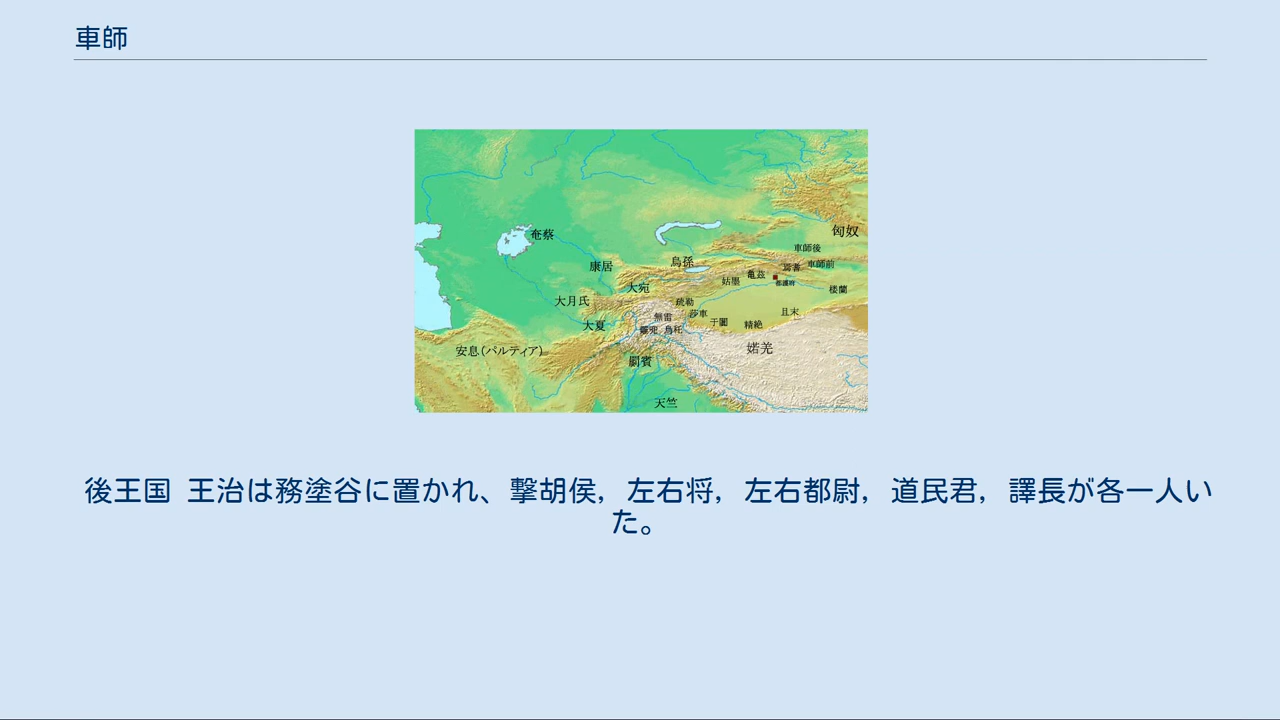 車師
奄蔡
匈奴
車師後
康居
烏孫
焉耆
車師前
亀茲
姑墨
都護府
大宛
楼蘭
大月氏
疏勒
莎車
且末
無雷
于闐
精絶
大夏
烏秅
安息(パルティア)
婼羌
罽賓
天竺
後王国 王治は務塗谷に置かれ、撃胡侯，左右将，左右都尉，道民君，譯長が各一人い
た。